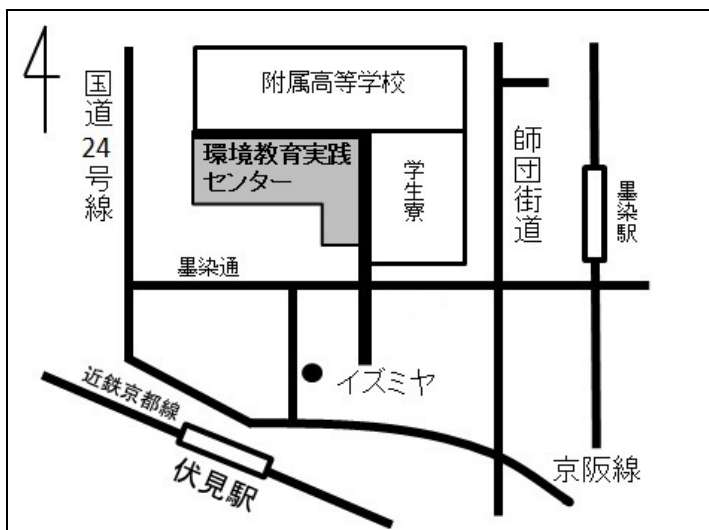 国道24号線
附属高等学校
環境教育実践
センター
学生寮
師団街道
墨染駅
墨染通
イズミヤ
近鉄京都線
伏見駅
京阪線